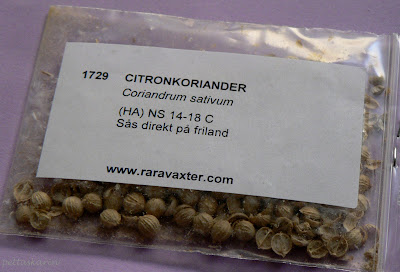 1729 CITRONKORIANDER
Coriandrum sativum
(HA) NS 14-18 C
Sås direkt på friland
www.raravaxter.com